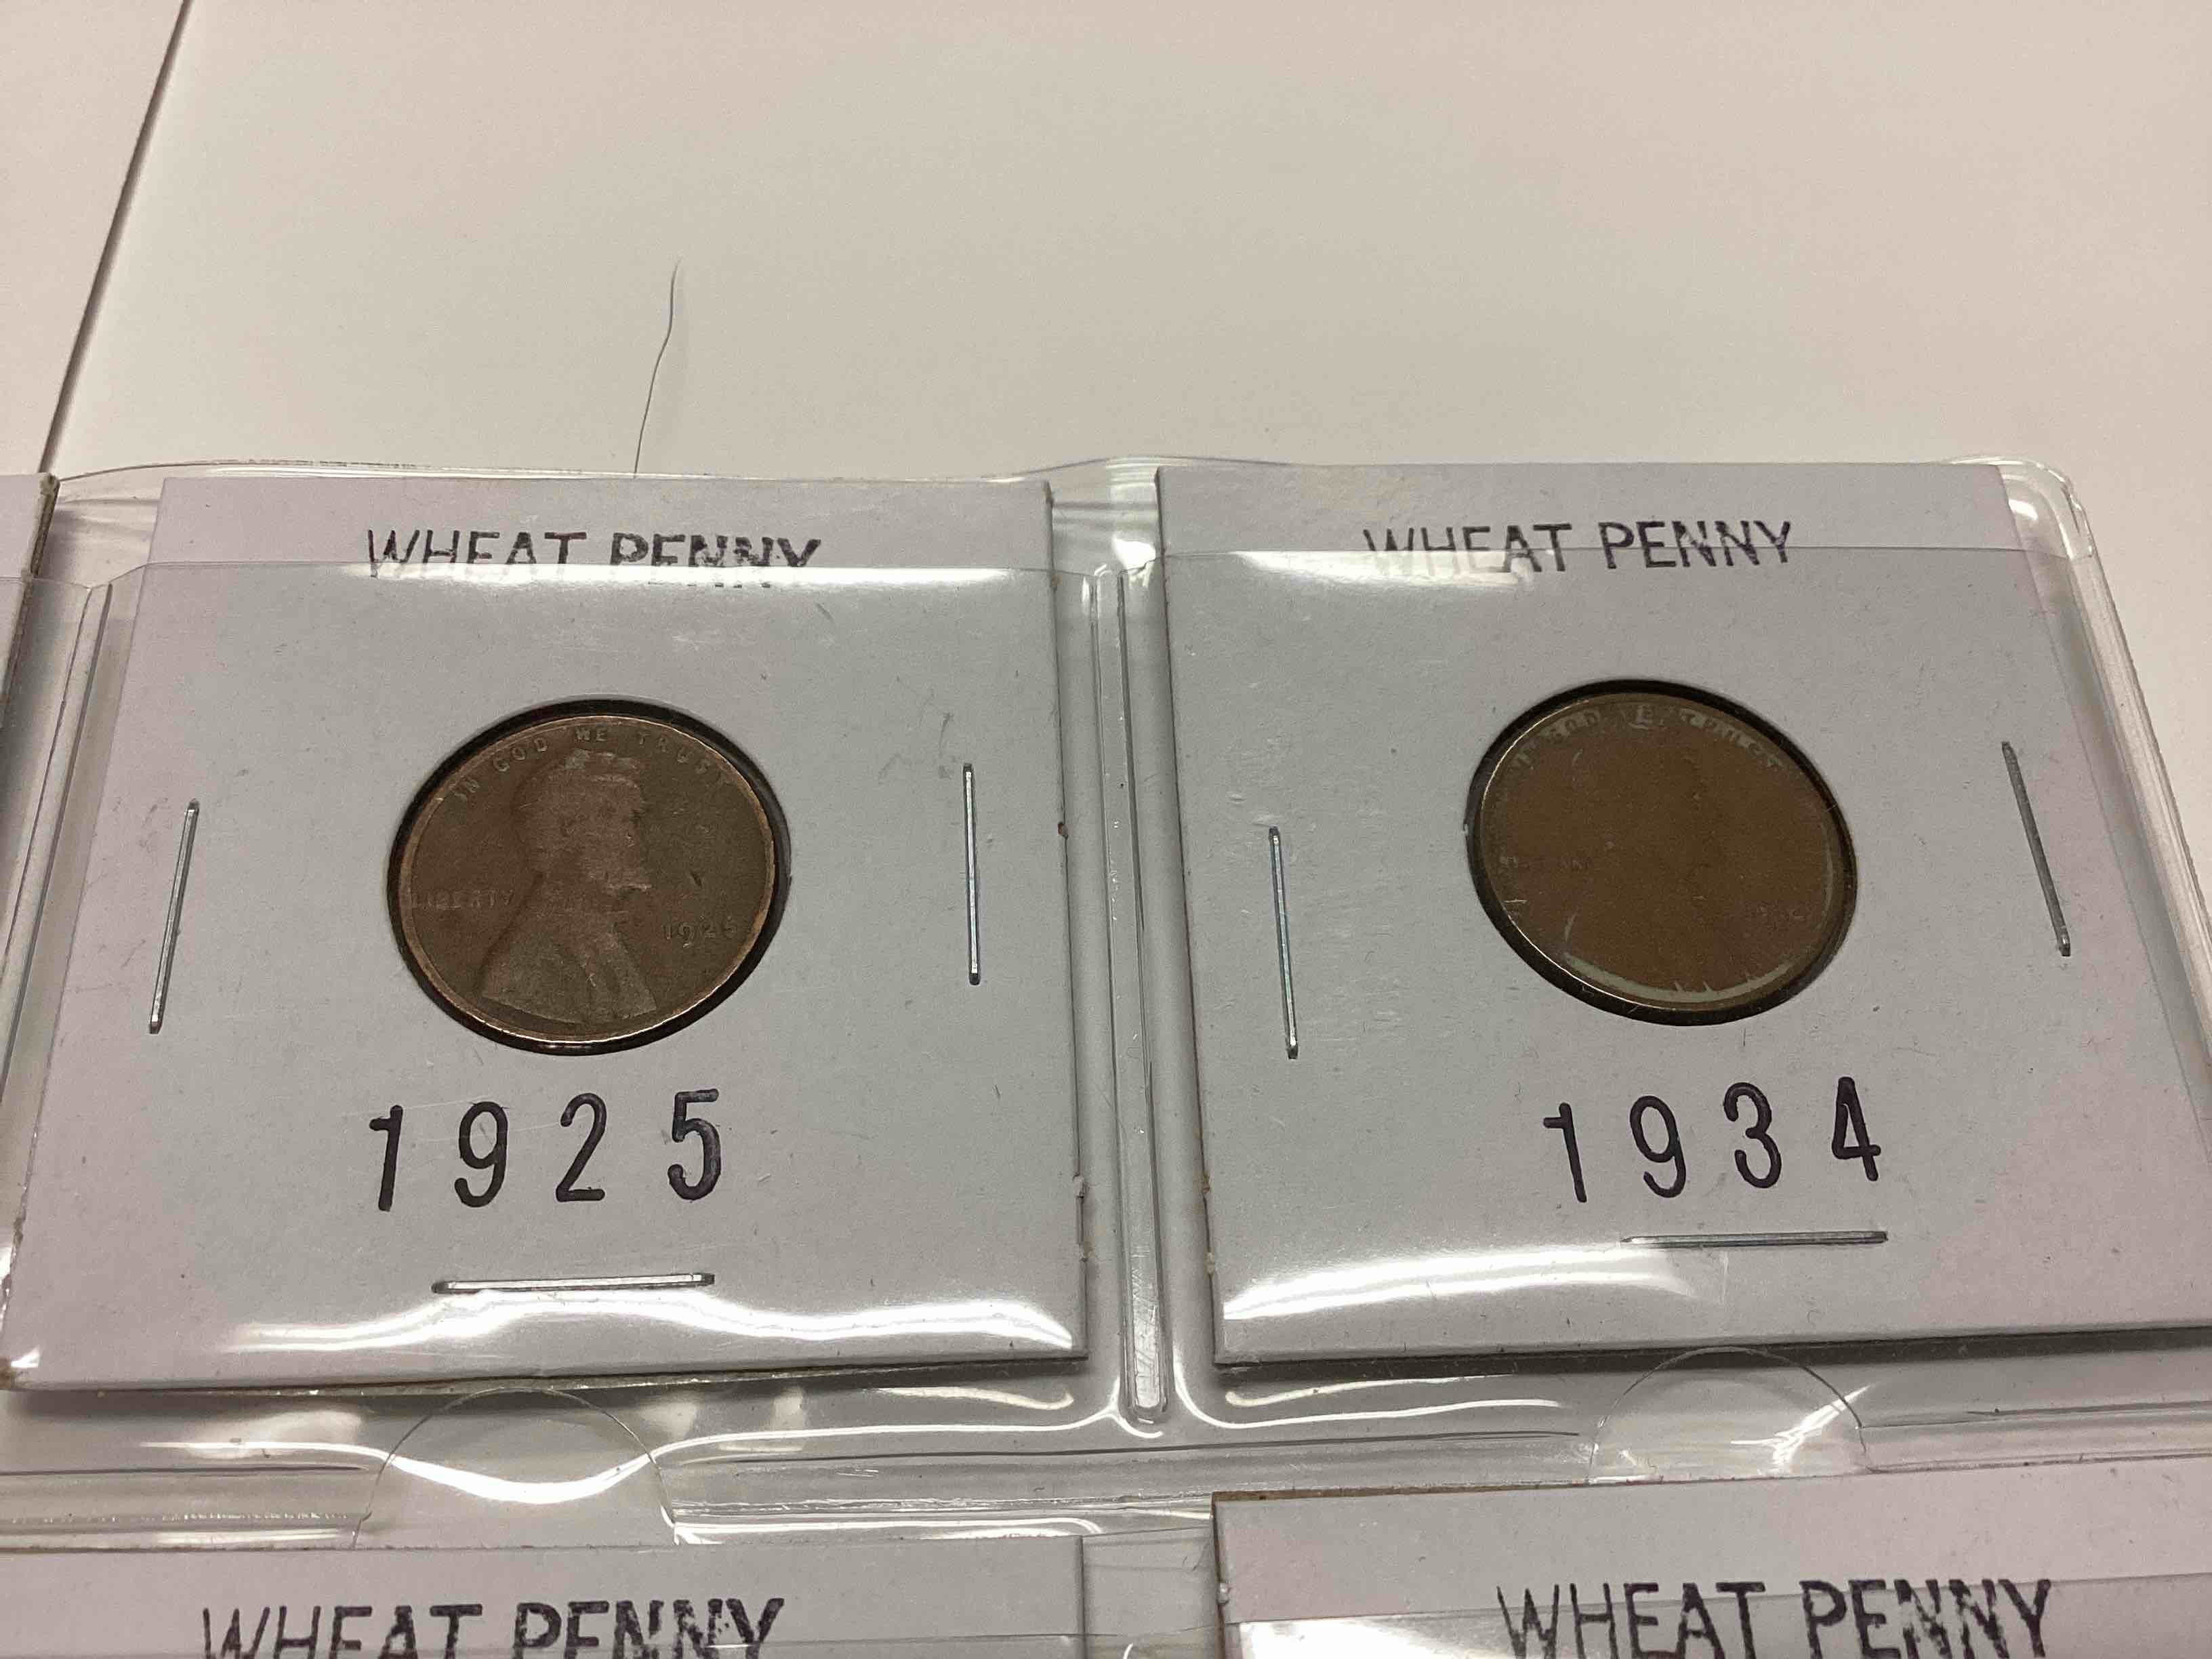 WHEAT PENNY
IN GOD WE TRUST
LIBERTY
1925
1925
WHEAT PENNY
1934
WHEAT PENNY
WHEAT PENNY